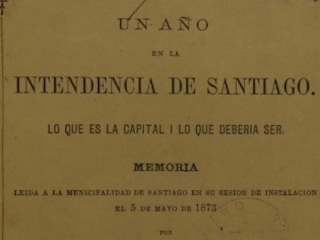 UN AÑO
EN LA
INTENDENCIA DE SANTIAGO.
LO QUE ES LA CAPITAL I LO QUE DEBERIA SER.
MEMORIA
LEIDA A LA MUNICIPALIDAD DE SANTIAGO EN SU SESION DE INSTALACION
EL 5 DE MAYO DE 1873
POR